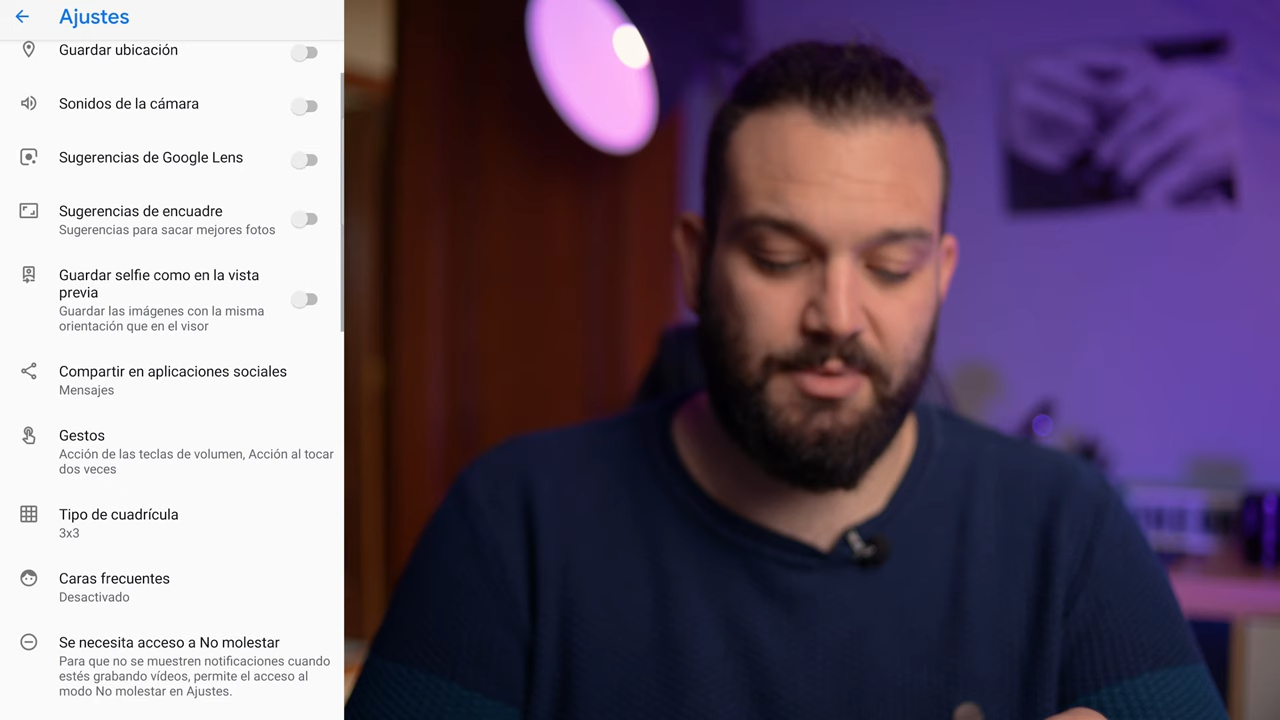 Ajustes
Guardar ubicación
Sonidos de la cámara
Sugerencias de Google Lens
Sugerencias de encuadre
Sugerencias para sacar mejores fotos
Guardar selfie como en la vista
previa
Guardar las imágenes con la misma
orientación que en el visor
Compartir en aplicaciones sociales
Mensajes
Gestos
Acción de las teclas de volumen, Acción al tocar
dos veces
Tipo de cuadrícula
3x3
Caras frecuentes
Desactivado
Se necesita acceso a No molestar
Para que no se muestren notificaciones cuando
estés grabando vídeos, permite el acceso al
modo No molestar en Ajustes.